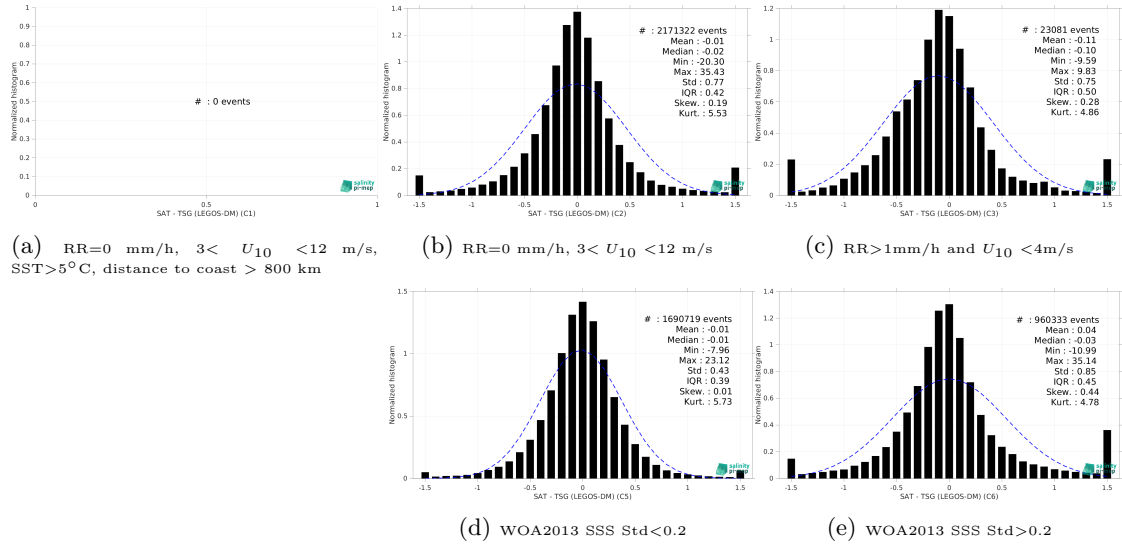 1
0.9
0.8
0.7
0.6
0.5
0.4
0.3
0.2
0.1
0
Normalized histogram
# : 0 events
salinity
pi-mep
0 0.5 1
SAT - TSG (LEGOS-DM) (C1)
(a) RR=0 mm/h, 3< U10 <12 m/s,
SST>5°C, distance to coast > 800 km
1.4
1.2
1
0.8
0.6
0.4
0.2
0
Normalized histogram
# : 2171322 events
Mean : -0.01
Median : -0.02
Min : -20.30
Max : 35.43
Std : 0.77
IQR : 0.42
Skew. : 0.19
Kurt. : 5.53
salinity
pi-mep
-1.5 -1 -0.5 0 0.5 1 1.5
SAT - TSG (LEGOS-DM) (C2)
(b) RR=0 mm/h, 3< U10 <12 m/s
1.2
1
0.8
0.6
0.4
0.2
0
Normalized histogram
# : 23081 events
Mean : -0.11
Median : -0.10
Min : -9.59
Max : 9.83
Std : 0.75
IQR : 0.50
Skew. : 0.28
Kurt. : 4.86
salinity
pi-mep
-1.5 -1 -0.5 0 0.5 1 1.5
SAT - TSG (LEGOS-DM) (C3)
(c) RR>1mm/h and U10 <4m/s
1.5
1
0.5
0
Normalized histogram
# : 1690719 events
Mean : -0.01
Median : -0.01
Min : -7.96
Max : 23.12
Std : 0.43
IQR : 0.39
Skew. : 0.01
Kurt. : 5.73
salinity
pi-mep
-1.5 -1 -0.5 0 0.5 1 1.5
SAT - TSG (LEGOS-DM) (C5)
(d) WOA2013 SSS Std<0.2
1.4
1.2
1
0.8
0.6
0.4
0.2
0
Normalized histogram
# : 960333 events
Mean : 0.04
Median : -0.03
Min : -10.99
Max : 35.14
Std : 0.85
IQR : 0.45
Skew. : 0.44
Kurt. : 4.78
salinity
pi-mep
-1.5 -1 -0.5 0 0.5 1 1.5
SAT - TSG (LEGOS-DM) (C6)
(e) WOA2013 SSS Std>0.2